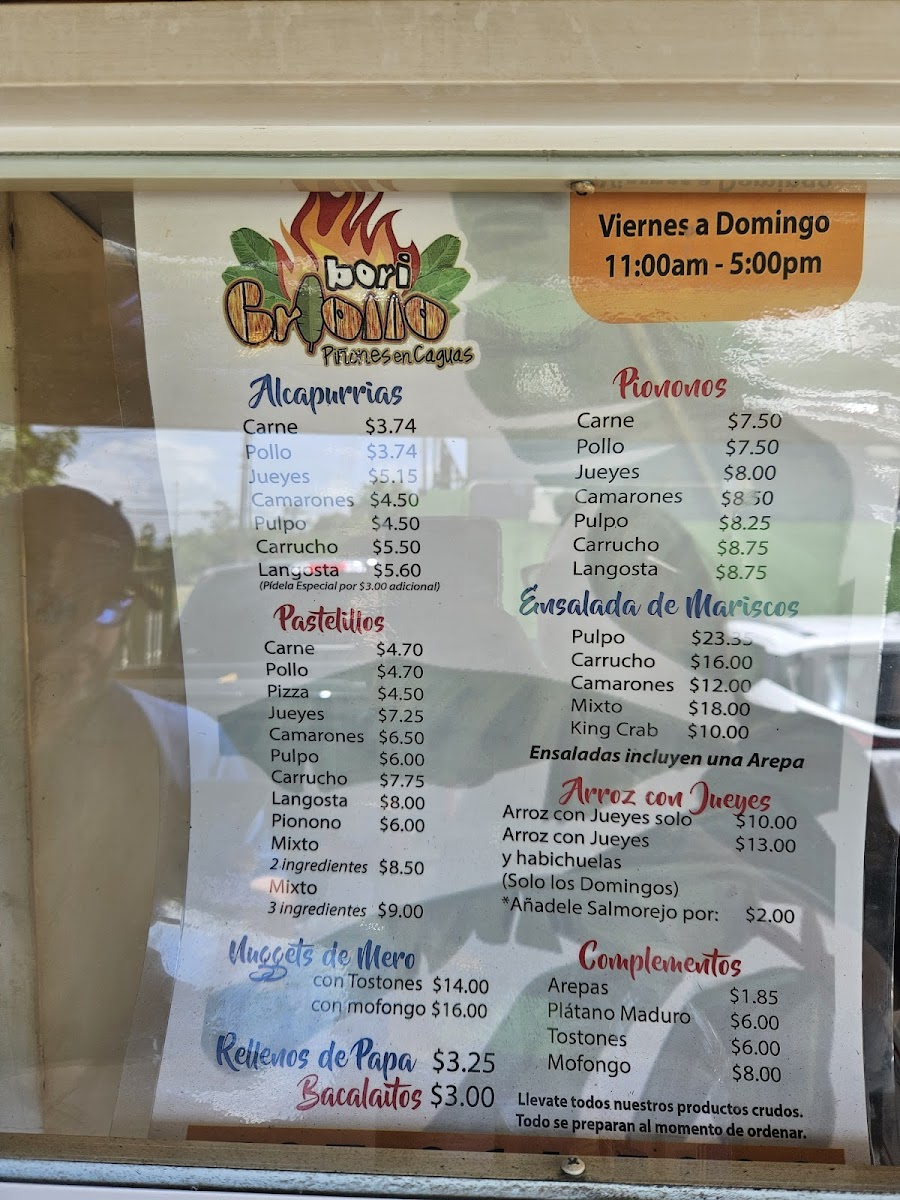 bori
Criollo
Piñones en Caguas
Viernes a Domingo
11:00am - 5:00pm
Alcapurrias
Carne $3.74
Pollo $3.74
Jueyes $5.15
Camarones $4.50
Pulpo $4.50
Carrucho $5.50
Langosta $5.60
(Pídela Especial por $3.00 adicional)
Pastelillos
Carne $4.70
Pollo $4.70
Pizza $4.50
Jueyes $7.25
Camarones $6.50
Pulpo $6.00
Carrucho $7.75
Langosta $8.00
Pionono $6.00
Mixto
2 ingredientes $8.50
Mixto
3 ingredientes $9.00
Nuggets de Mero
con Tostones $14.00
con mofongo $16.00
Rellenos de Papa $3.25
Bacalaitos $3.00
Piononos
Carne $7.50
Pollo $7.50
Jueyes $8.00
Camarones $8.50
Pulpo $8.25
Carrucho $8.75
Langosta $8.75
Ensalada de Mariscos
Pulpo $23.35
Carrucho $16.00
Camarones $12.00
Mixto $18.00
King Crab $10.00
Ensaladas incluyen una Arepa
Arroz con Jueyes
Arroz con Jueyes solo $10.00
Arroz con Jueyes $13.00
y habichuelas
(Solo los Domingos)
*Añadele Salmorejo por: $2.00
Complementos
Arepas $1.85
Plátano Maduro $6.00
Tostones $6.00
Mofongo $8.00
Llevate todos nuestros productos crudos.
Todo se preparan al momento de ordenar.